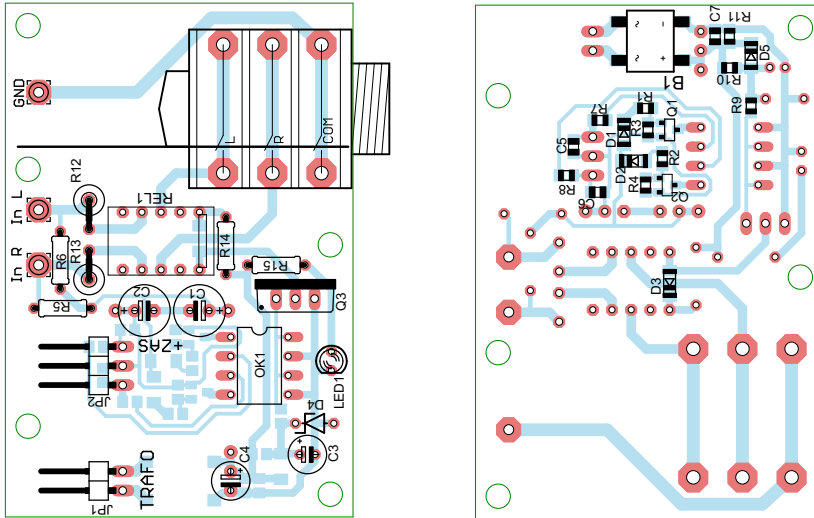 GND
L
R
COM
In L
R12
REL1
In R
R6
R13
R14
R15
R5
C2
C1
Q3
+ZAS
OK1
LED1
JP2
D4
C3
C4
TRAFO
JP1
C7
R11
~
~
-
+
D5
B1
R10
R9
R7
R1
Q1
D1
R3
C5
D2
R2
R8
R4
C6
Q2
D3